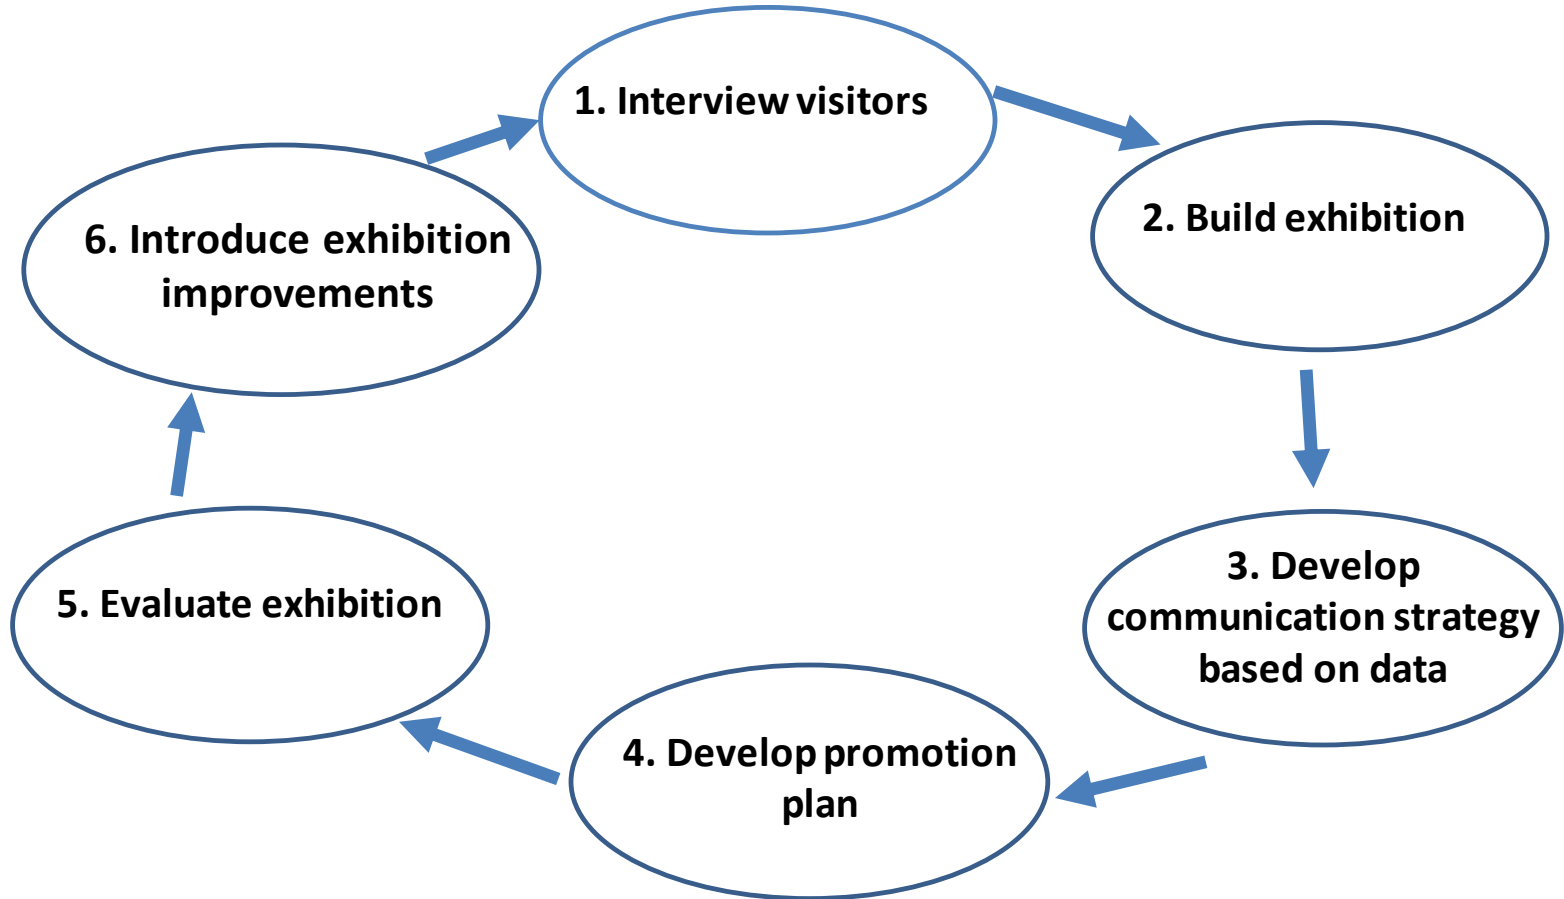 1. Interview visitors
2. Build exhibition
3. Develop
communication strategy
based on data
4. Develop promotion
plan
5. Evaluate exhibition
6. Introduce exhibition
improvements